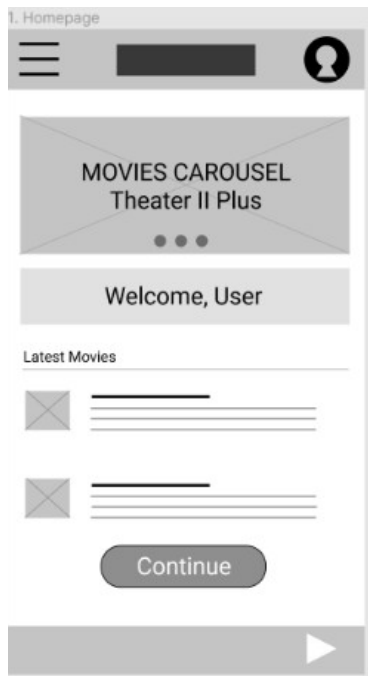 1. Homepage
MOVIES CAROUSEL
Theater II Plus
Welcome, User
Latest Movies
Continue